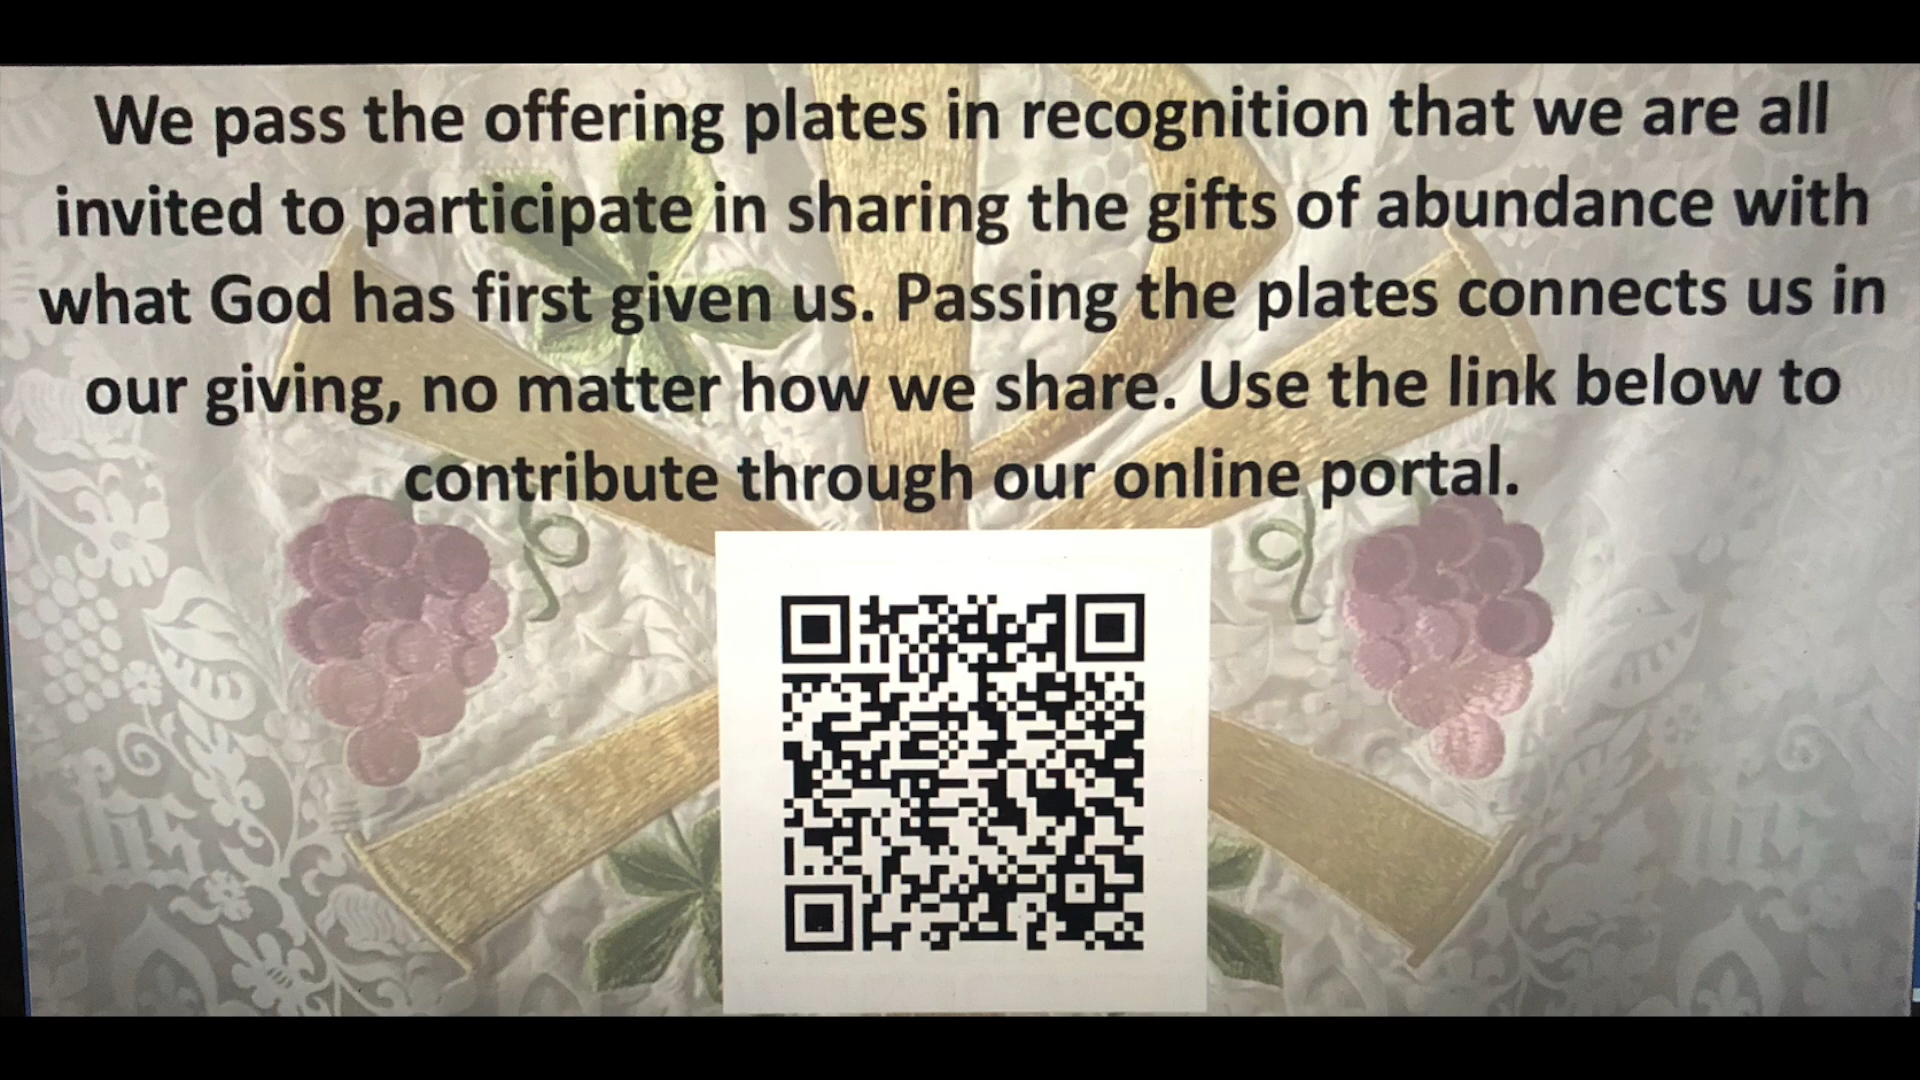 We pass the offering plates in recognition that we are all
invited to participate in sharing the gifts of abundance with
what God has first given us. Passing the plates connects us in
our giving, no matter how we share. Use the link below to
contribute through our online portal.